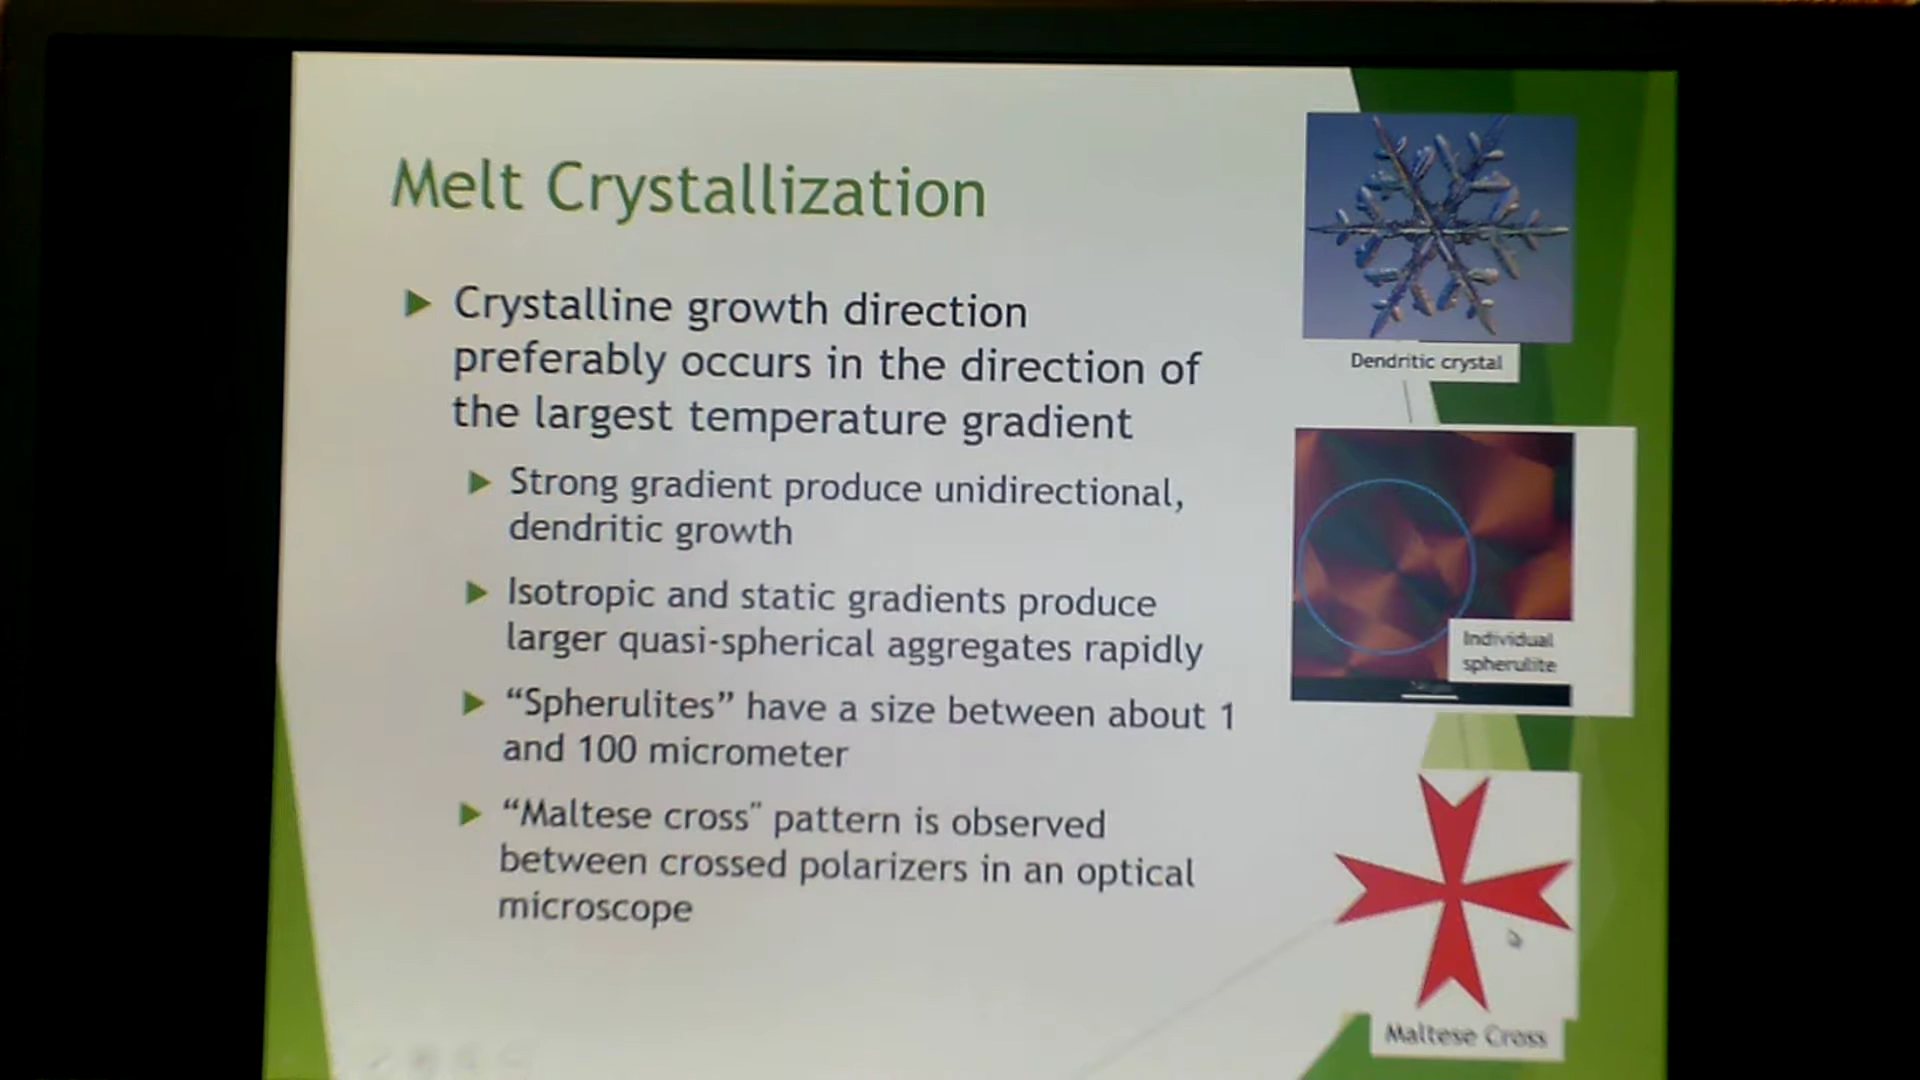 Melt Crystallization
Crystalline growth direction
preferably occurs in the direction of
the largest temperature gradient
Strong gradient produce unidirectional,
dendritic growth
Isotropic and static gradients produce
larger quasi-spherical aggregates rapidly
“Spherulites” have a size between about 1
and 100 micrometer
“Maltese cross" pattern is observed
between crossed polarizers in an optical
microscope
Dendritic crystal
Individual
spherulite
Maltese Cross